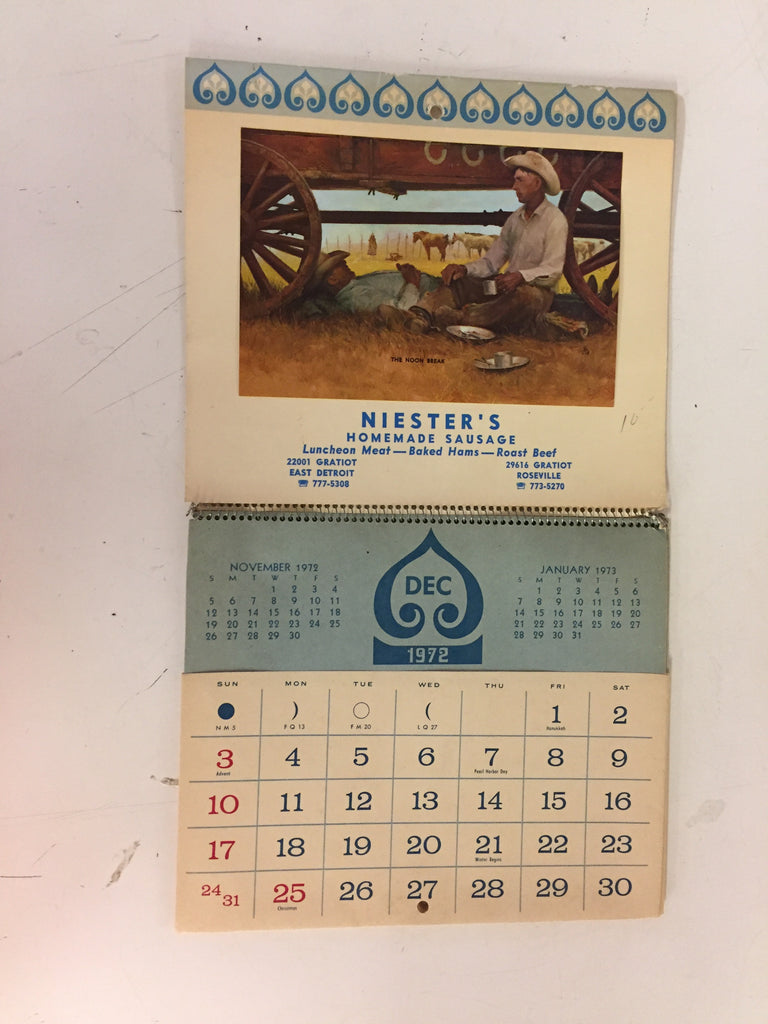 THE NOON BREAK
10
NIESTER'S
HOMEMADE SAUSAGE
Luncheon Meat — Baked Hams — Roast Beef
22001 GRATIOT
EAST DETROIT
☎ 777-5308
29616 GRATIOT
ROSEVILLE
☎ 773-5270
NOVEMBER 1972
S M T W T F S
1 2 3 4
5 6 7 8 9 10 11
12 13 14 15 16 17 18
19 20 21 22 23 24 25
26 27 28 29 30
DEC
1972
JANUARY 1973
S M T W T F S
1 2 3 4 5 6
7 8 9 10 11 12 13
14 15 16 17 18 19 20
21 22 23 24 25 26 27
28 29 30 31
SUN MON TUE WED THU FRI SAT
N M 5 F Q 13 F M 20 L Q 27 1 2
Hanukkah
3 4 5 6 7 8 9
Advent Pearl Harbor Day
10 11 12 13 14 15 16
17 18 19 20 21 22 23
Winter Begins
24 31 25 26 27 28 29 30
Christmas